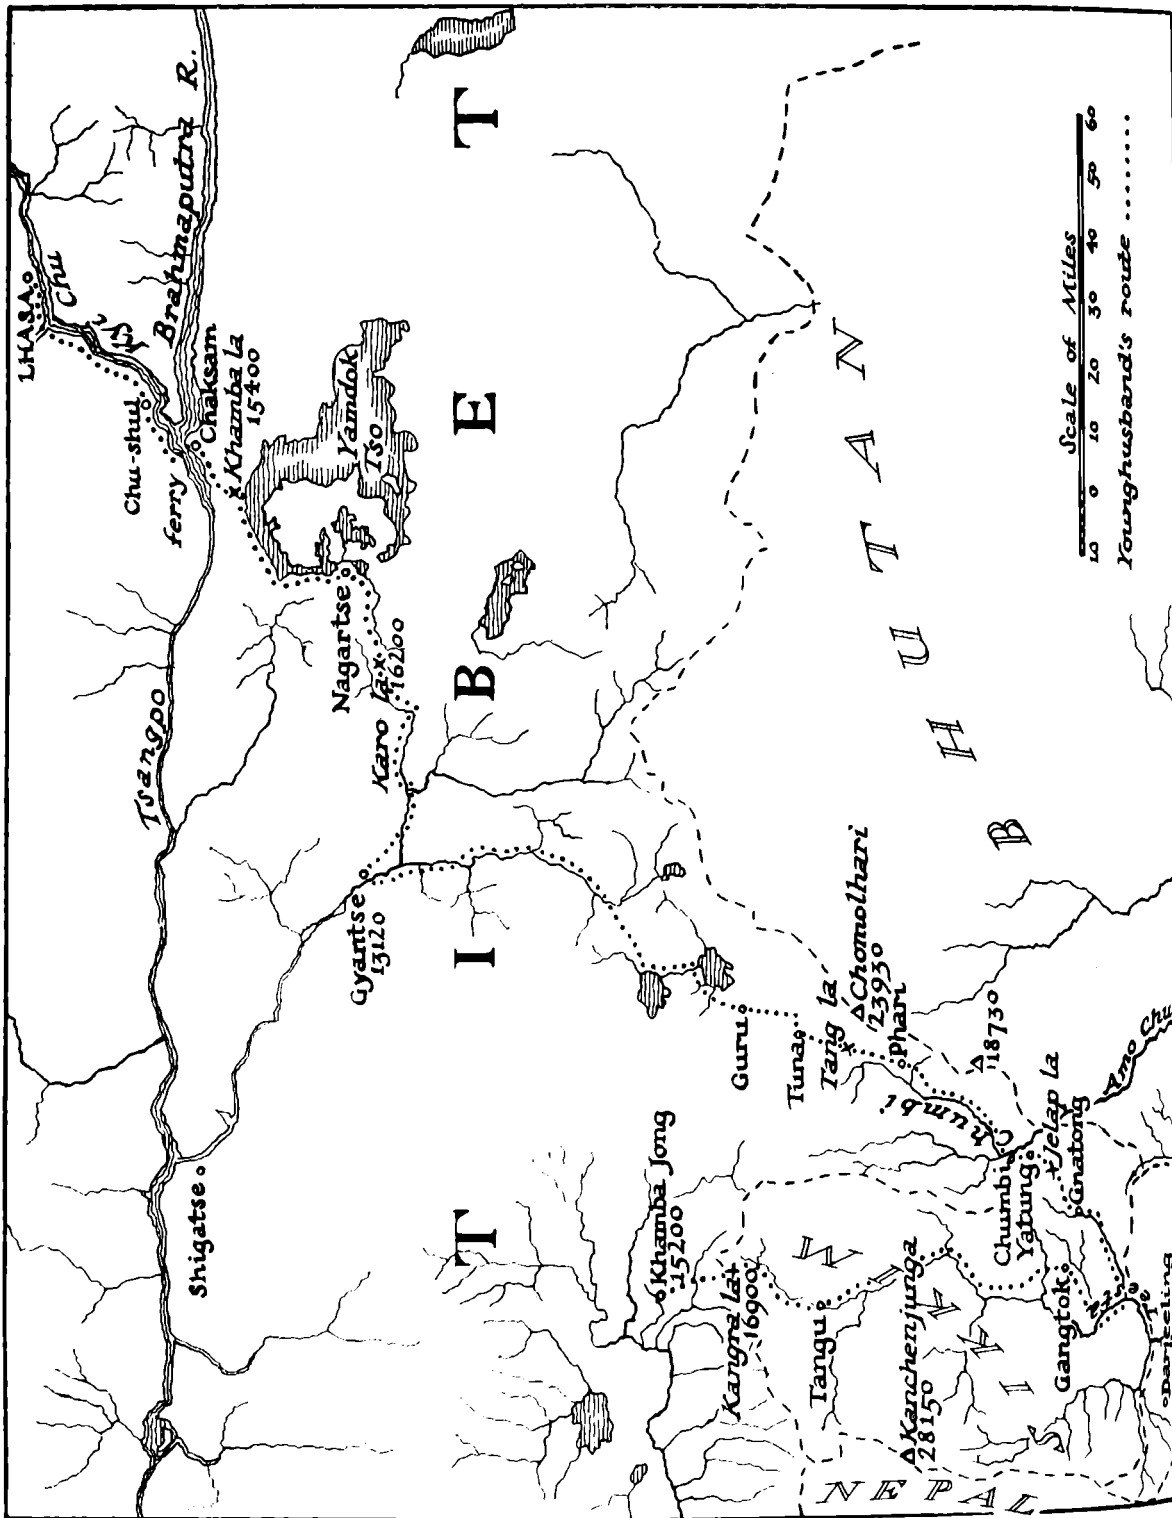 LHASA
Chu
Brahmaputra R.
Chu-shul
ferry
Chaksam
Khamba la
15400
Yamdok
Tso
Nagartse
Karo la
16200
Tsangpo
Gyantse
13120
Shigatse
T I B E T
Guru
Tuna
Tang la
Chomolhari
23930
Phari
18730
Chumbi
Khamba Jong
15200
Kangra la
16900
Tangu
Kanchenjunga
28150
Chumbi
Yatung
Jelap la
Gnatong
Amo Chu
Gangtok
Darjeeling
SIKKIM
NEPAL
BHUTAN
Scale of Miles
10 0 10 20 30 40 50 60
Younghusband's route ........